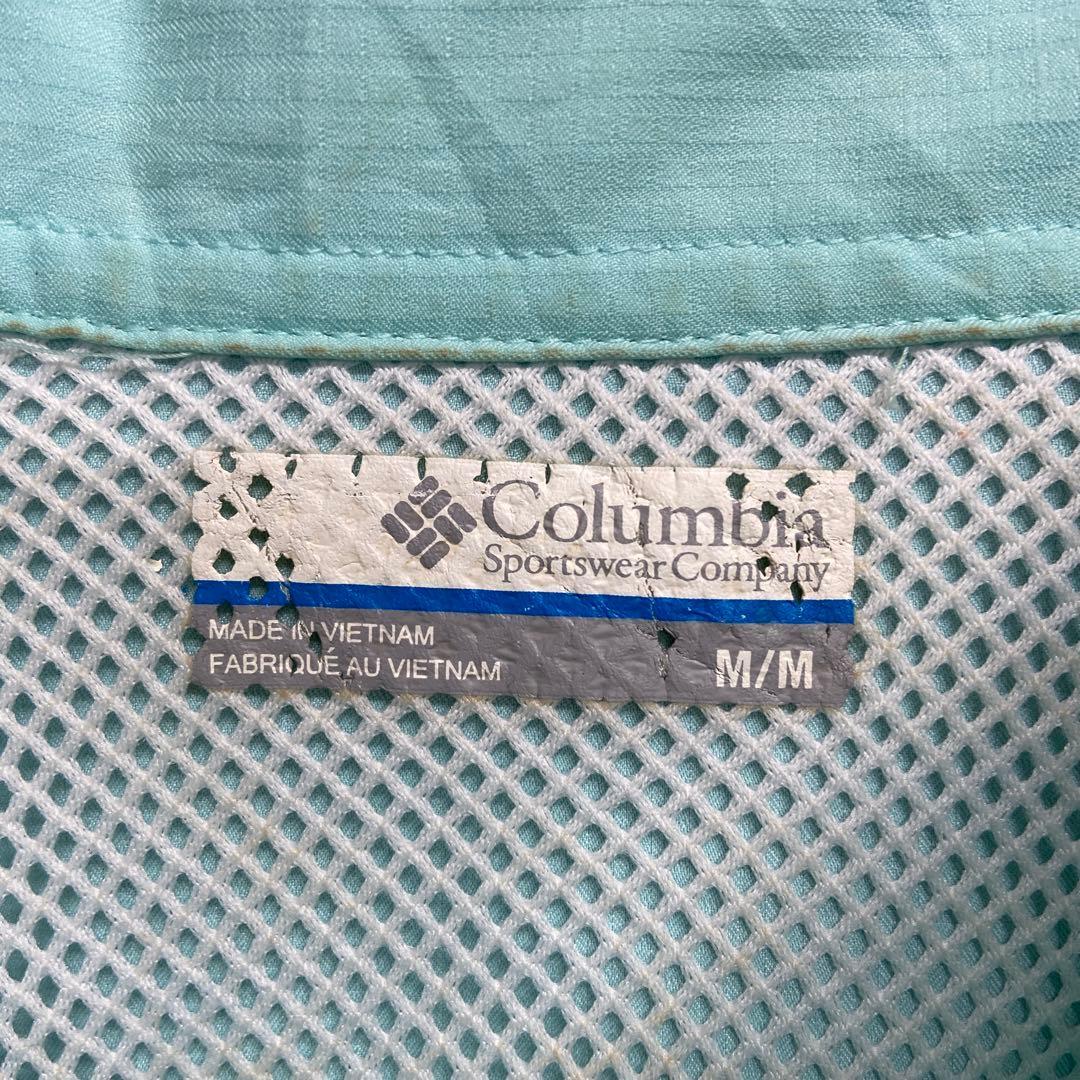 Columbia
Sportswear Company
MADE IN VIETNAM
FABRIQUÉ AU VIETNAM
M/M